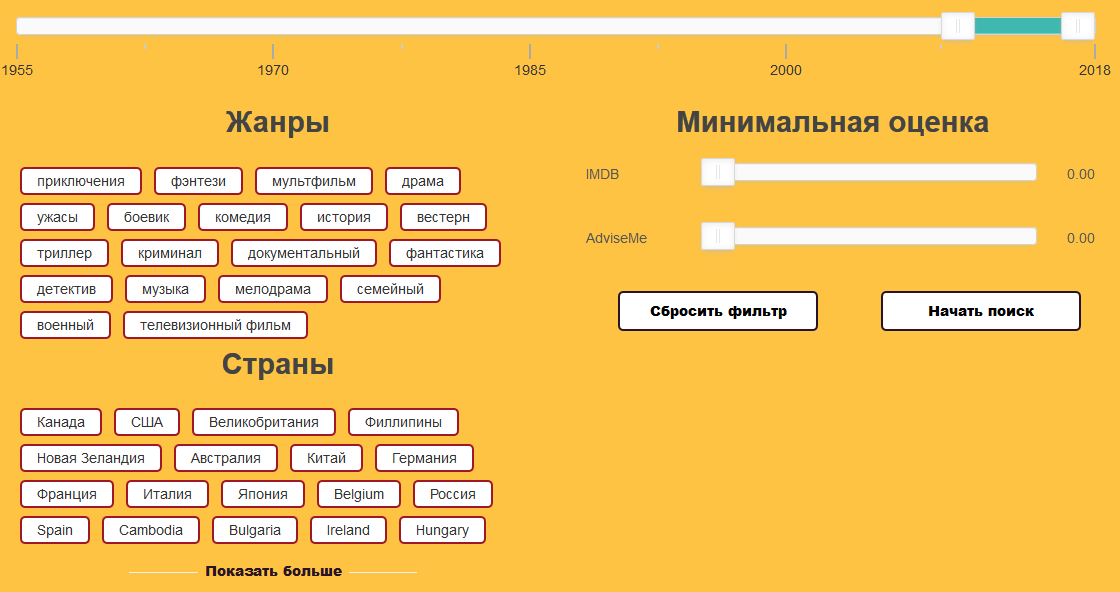 1955 1970 1985 2000 2018
Жанры
приключения фэнтези мультфильм драма
ужасы боевик комедия история вестерн
триллер криминал документальный фантастика
детектив музыка мелодрама семейный
военный телевизионный фильм
Страны
Канада США Великобритания Филлипины
Новая Зеландия Австралия Китай Германия
Франция Италия Япония Belgium Россия
Spain Cambodia Bulgaria Ireland Hungary
Показать больше
Минимальная оценка
IMDB 0.00
AdviseMe 0.00
Сбросить фильтр Начать поиск